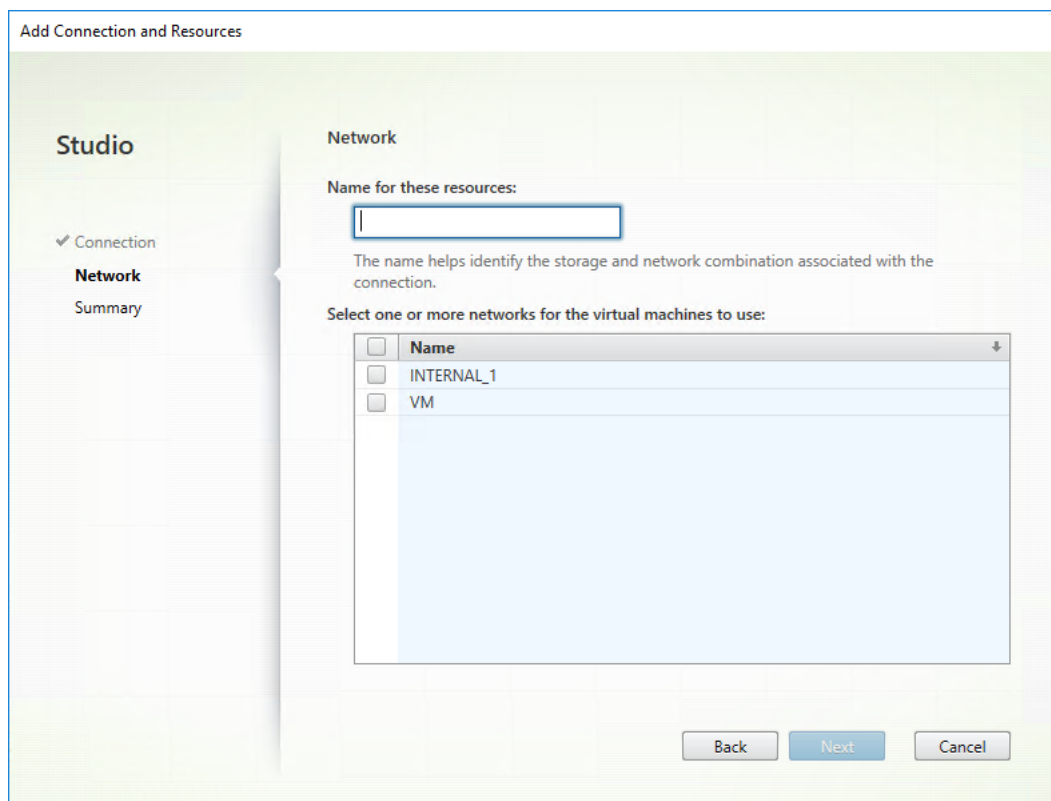 Add Connection and Resources
Studio
Connection
Network
Summary
Network
Name for these resources:
The name helps identify the storage and network combination associated with the
connection.
Select one or more networks for the virtual machines to use:
Name
INTERNAL_1
VM
Back
Next
Cancel